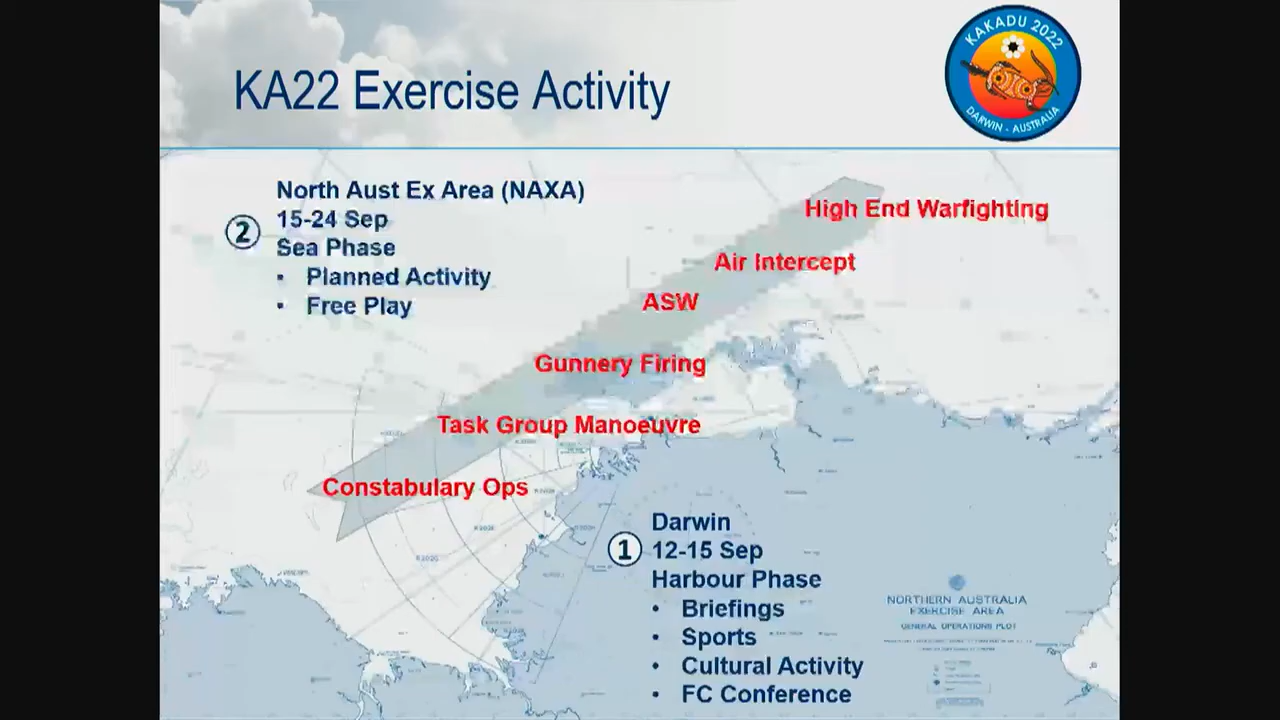 KA22 Exercise Activity
KAKADU 2022
DARWIN - AUSTRALIA
2
North Aust Ex Area (NAXA)
15-24 Sep
Sea Phase
• Planned Activity
• Free Play
High End Warfighting
Air Intercept
ASW
Gunnery Firing
Task Group Manoeuvre
Constabulary Ops
1
Darwin
12-15 Sep
Harbour Phase
• Briefings
• Sports
• Cultural Activity
• FC Conference
NORTHERN AUSTRALIA
EXERCISE AREA
GENERAL OPERATIONS PLOT